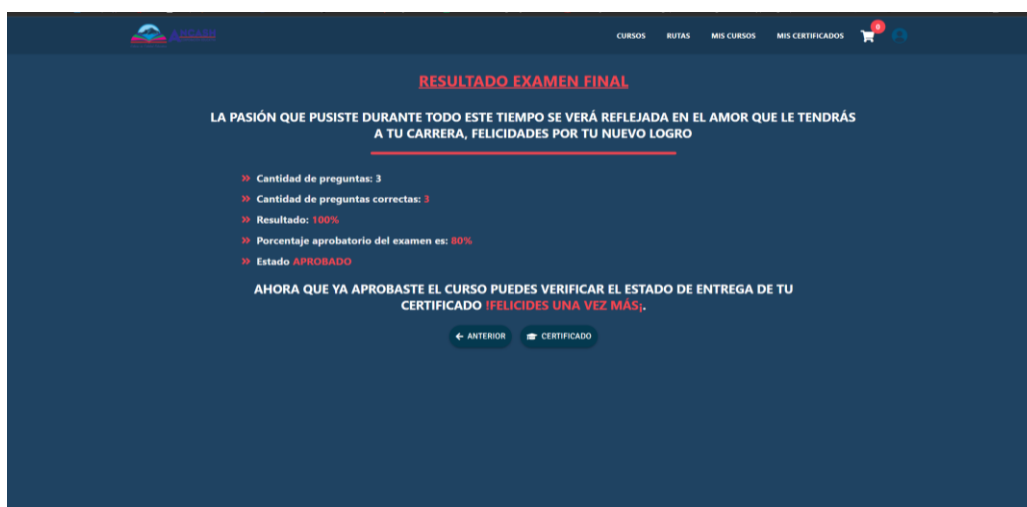 CURSOS RUTAS MIS CURSOS MIS CERTIFICADOS 0
RESULTADO EXAMEN FINAL
LA PASIÓN QUE PUSISTE DURANTE TODO ESTE TIEMPO SE VERÁ REFLEJADA EN EL AMOR QUE LE TENDRÁS
A TU CARRERA, FELICIDADES POR TU NUEVO LOGRO
Cantidad de preguntas: 3
Cantidad de preguntas correctas: 3
Resultado: 100%
Porcentaje aprobatorio del examen es: 80%
Estado APROBADO
AHORA QUE YA APROBASTE EL CURSO PUEDES VERIFICAR EL ESTADO DE ENTREGA DE TU
CERTIFICADO !FELICIDES UNA VEZ MÁS¡.
ANTERIOR CERTIFICADO